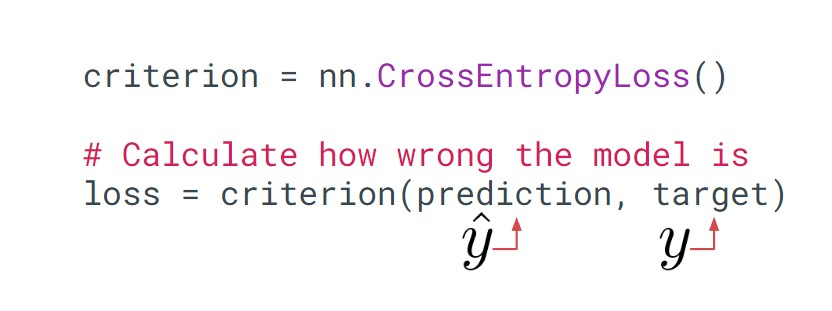 criterion = nn.CrossEntropyLoss()
# Calculate how wrong the model is
loss = criterion(prediction, target)
ŷ y